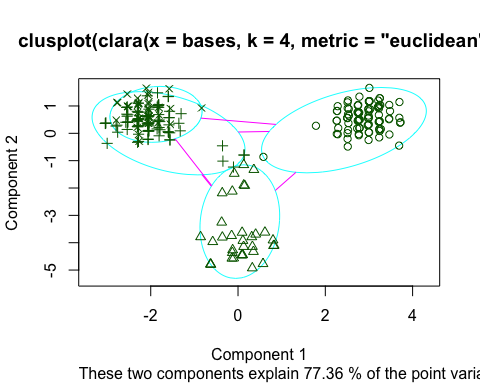 clusplot(clara(x = bases, k = 4, metric = "euclidean"
Component 2
1
0
-1
-3
-5
-2
0
2
4
Component 1
These two components explain 77.36 % of the point varia